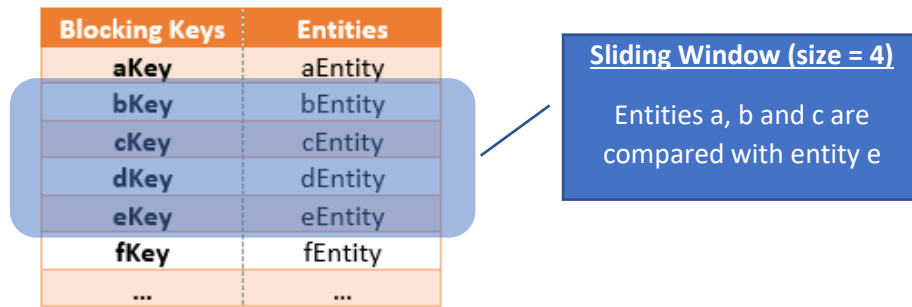 Blocking Keys Entities
aKey aEntity
bKey bEntity
cKey cEntity
dKey dEntity
eKey eEntity
fKey fEntity
... ...
Sliding Window (size = 4)
Entities a, b and c are
compared with entity e